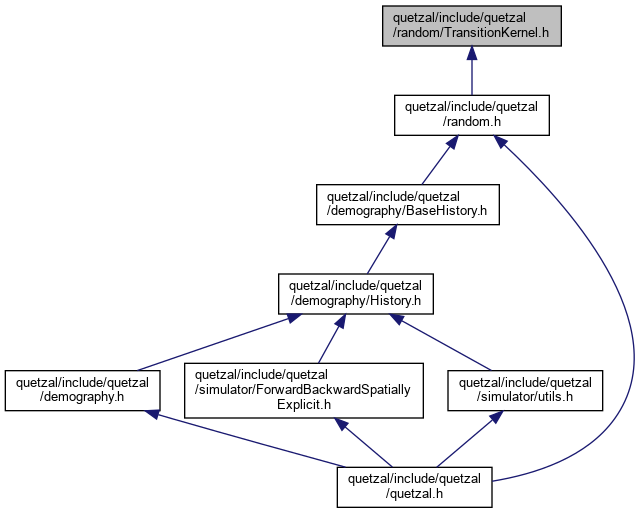 quetzal/include/quetzal
/random/TransitionKernel.h
quetzal/include/quetzal
/random.h
quetzal/include/quetzal
/demography/BaseHistory.h
quetzal/include/quetzal
/demography/History.h
quetzal/include/quetzal
/demography.h
quetzal/include/quetzal
/simulator/ForwardBackwardSpatially
Explicit.h
quetzal/include/quetzal
/simulator/utils.h
quetzal/include/quetzal
/quetzal.h